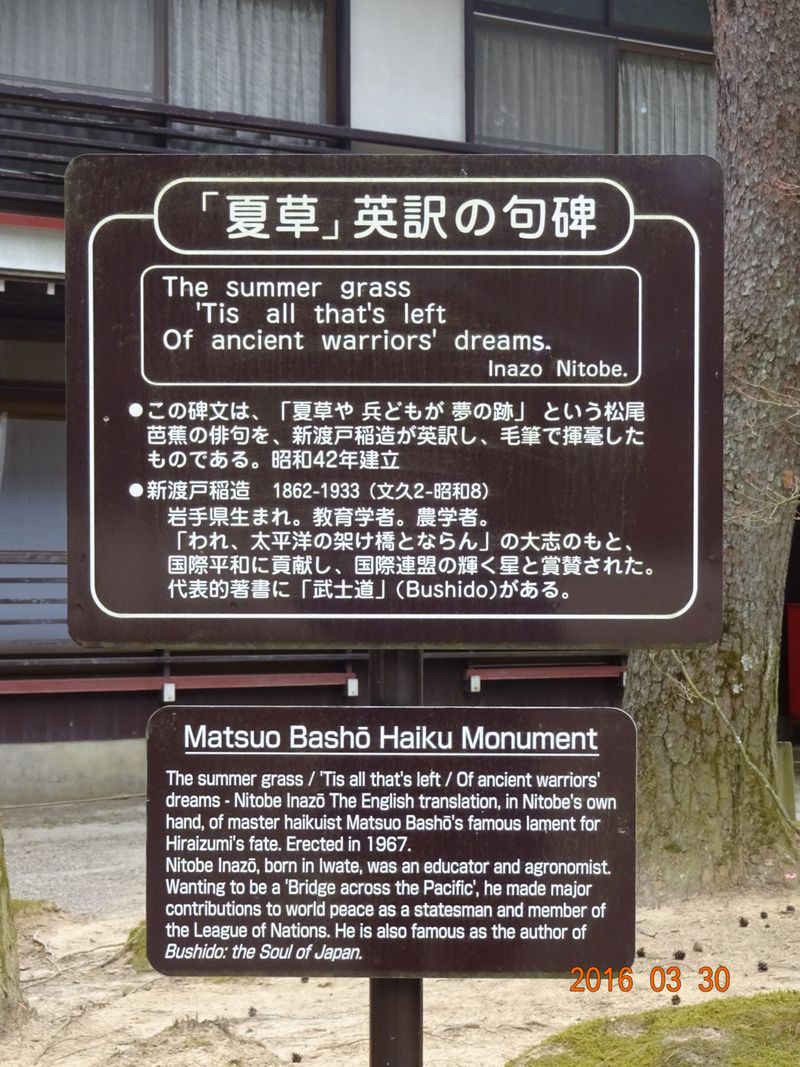 「夏草」英訳の句碑
The summer grass
'Tis all that's left
Of ancient warriors' dreams.
Inazo Nitobe.
●この碑文は、「夏草や 兵どもが 夢の跡」 という松尾
芭蕉の俳句を、新渡戸稲造が英訳し、毛筆で揮毫した
ものである。昭和42年建立
●新渡戸稲造 1862-1933（文久2-昭和8）
岩手県生まれ。教育学者。農学者。
「われ、太平洋の架け橋とならん」の大志のもと、
国際平和に貢献し、国際連盟の輝く星と賞賛された。
代表的著書に「武士道」（Bushido)がある。
Matsuo Bashō Haiku Monument
The summer grass / 'Tis all that's left / Of ancient warriors'
dreams - Nitobe Inazō The English translation, in Nitobe's own
hand, of master haikuist Matsuo Bashō's famous lament for
Hiraizumi's fate. Erected in 1967.
Nitobe Inazō, born in Iwate, was an educator and agronomist.
Wanting to be a 'Bridge across the Pacific', he made major
contributions to world peace as a statesman and member of
the League of Nations. He is also famous as the author of
Bushido: the Soul of Japan.
2016 03 30